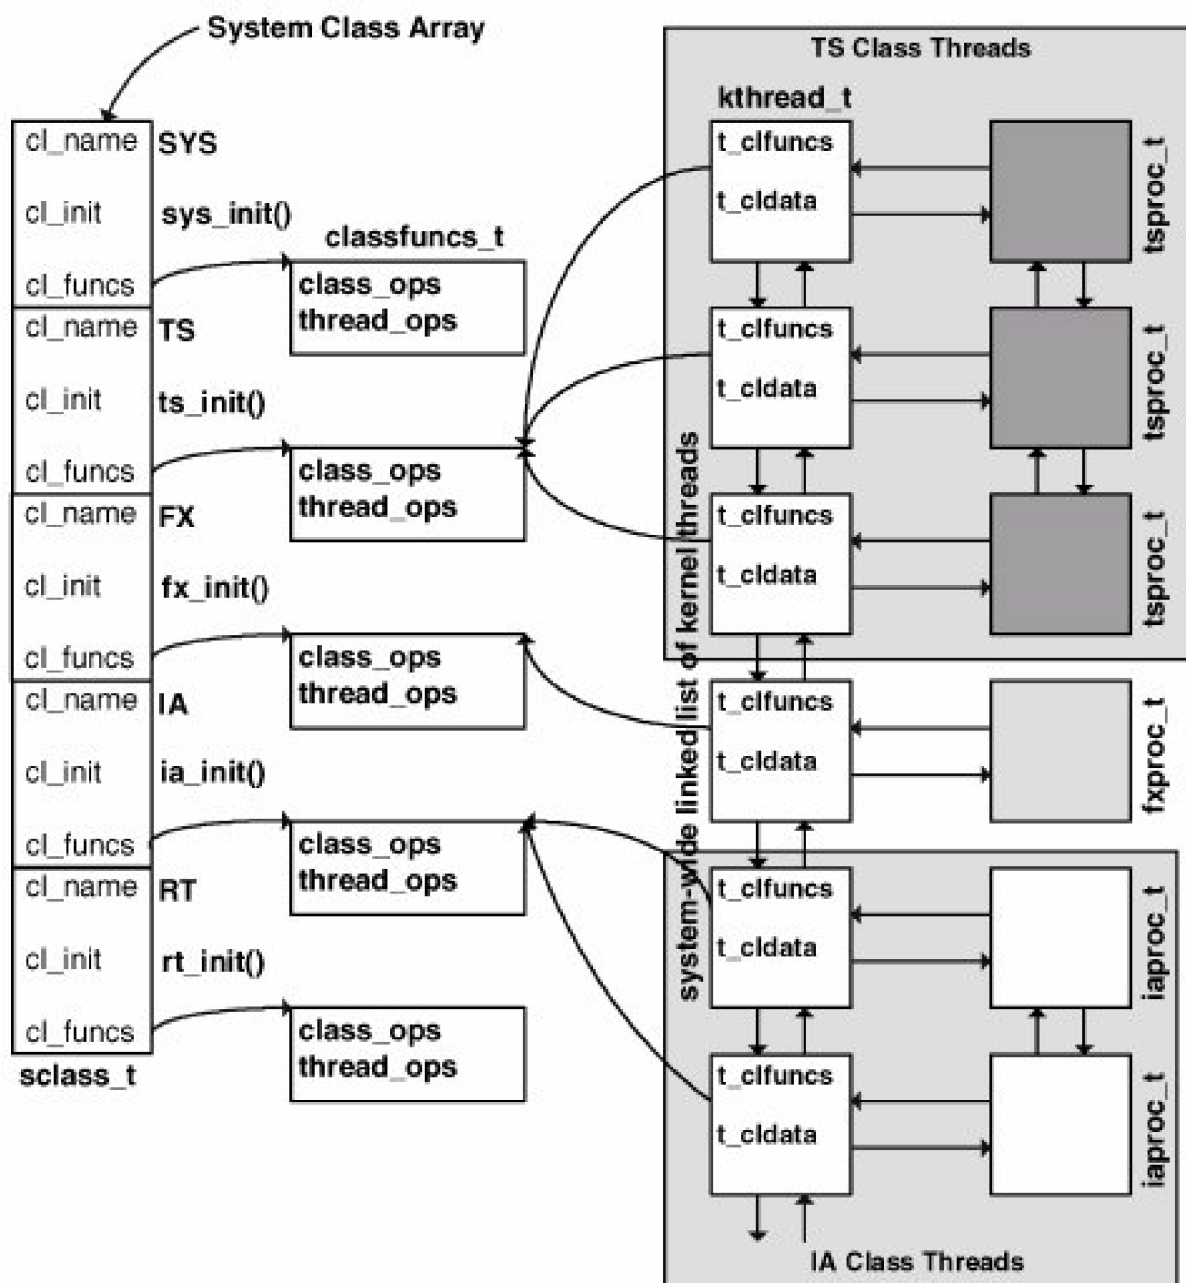 System Class Array
cl_name SYS
cl_init sys_init()
cl_funcs
cl_name TS
cl_init ts_init()
cl_funcs
cl_name FX
cl_init fx_init()
cl_funcs
cl_name IA
cl_init ia_init()
cl_funcs
cl_name RT
cl_init rt_init()
cl_funcs
sclass_t
classfuncs_t
class_ops
thread_ops
class_ops
thread_ops
class_ops
thread_ops
class_ops
thread_ops
class_ops
thread_ops
system-wide linked list of kernel threads
TS Class Threads
kthread_t
t_clfuncs
t_cldata
tsproc_t
t_clfuncs
t_cldata
tsproc_t
t_clfuncs
t_cldata
tsproc_t
t_clfuncs
t_cldata
fxproc_t
t_clfuncs
t_cldata
iaproc_t
t_clfuncs
t_cldata
iaproc_t
IA Class Threads